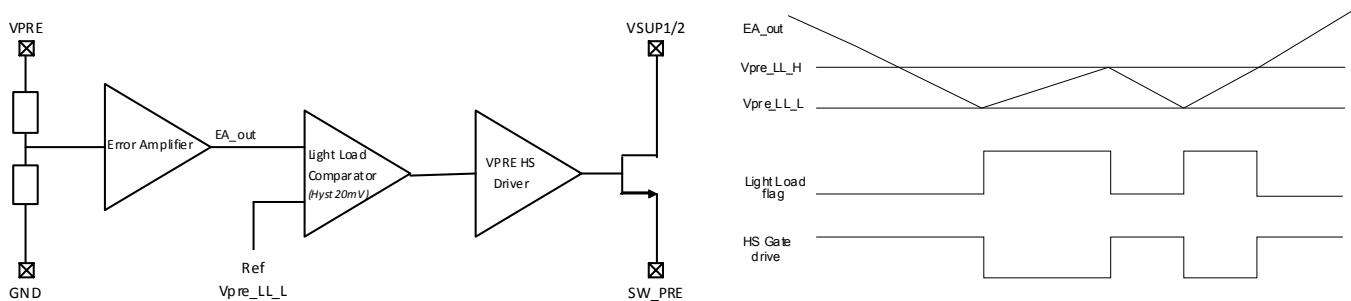 VPRE
VSUP1/2
Error Amplifier
EA_out
Light Load
Comparator
(Hyst 20mV)
VPRE HS
Driver
Ref
Vpre_LL_L
GND
SW_PRE
EA_out
Vpre_LL_H
Vpre_LL_L
Light Load
flag
HS Gate
drive